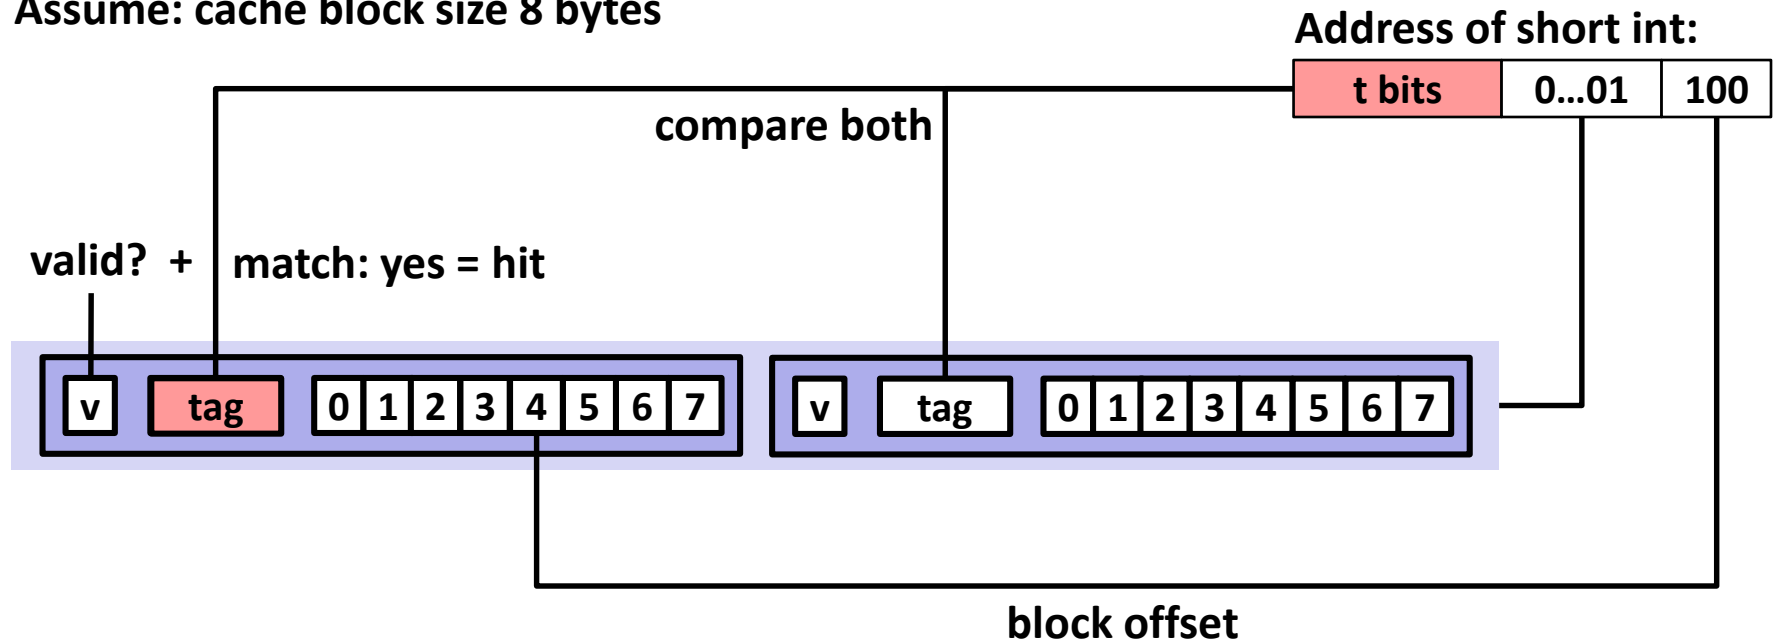 Assume: cache block size 8 bytes
Address of short int:
t bits 0...01 100
compare both
valid? + match: yes = hit
v tag 0 1 2 3 4 5 6 7 v tag 0 1 2 3 4 5 6 7
block offset